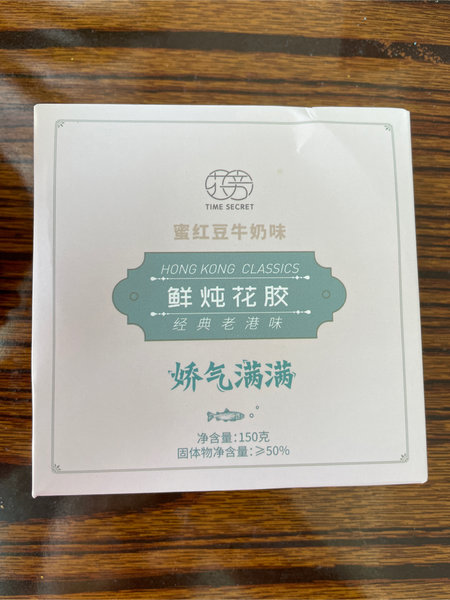 花旁
TIME SECRET
蜜红豆牛奶味
HONG KONG CLASSICS
鲜炖花胶
经典老港味
娇气满满
净含量:150克
固体物净含量:≥50%